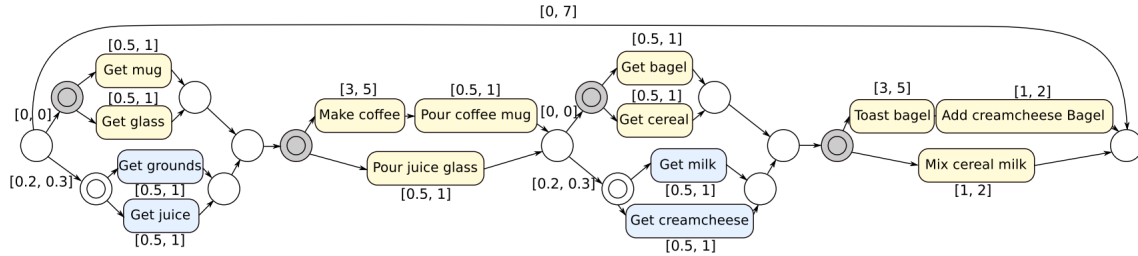 [0, 7]
[0.5, 1]
Get mug
[0.5, 1]
Get glass
[0, 0]
[0.2, 0.3]
Get grounds
[0.5, 1]
Get juice
[0.5, 1]
[3, 5]
Make coffee
[0.5, 1]
Pour coffee mug
Pour juice glass
[0.5, 1]
[0, 0]
[0.2, 0.3]
[0.5, 1]
Get bagel
[0.5, 1]
Get cereal
Get milk
[0.5, 1]
Get creamcheese
[0.5, 1]
[3, 5]
Toast bagel
[1, 2]
Add creamcheese Bagel
Mix cereal milk
[1, 2]